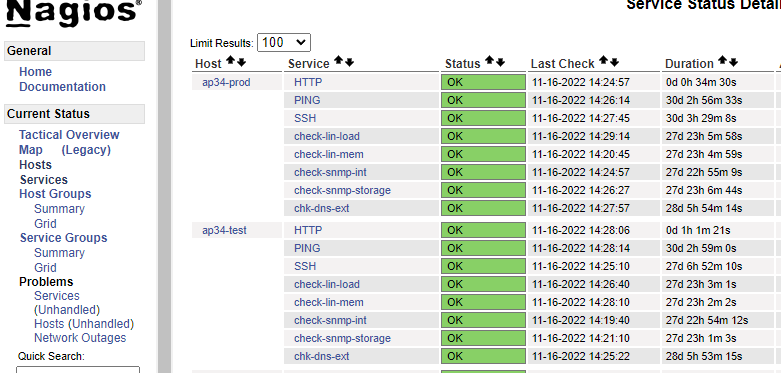 Nagios®
General
Home
Documentation
Current Status
Tactical Overview
Map (Legacy)
Hosts
Services
Host Groups
Summary
Grid
Service Groups
Summary
Grid
Problems
Services
(Unhandled)
Hosts (Unhandled)
Network Outages
Quick Search:
Service Status Detai
Limit Results: 100
Host Service Status Last Check Duration
ap34-prod HTTP OK 11-16-2022 14:24:57 0d 0h 34m 30s
PING OK 11-16-2022 14:26:14 30d 2h 56m 33s
SSH OK 11-16-2022 14:27:45 30d 3h 29m 8s
check-lin-load OK 11-16-2022 14:29:14 27d 23h 5m 58s
check-lin-mem OK 11-16-2022 14:20:45 27d 23h 4m 59s
check-snmp-int OK 11-16-2022 14:24:57 27d 22h 55m 9s
check-snmp-storage OK 11-16-2022 14:26:27 27d 23h 6m 44s
chk-dns-ext OK 11-16-2022 14:27:57 28d 5h 54m 14s
ap34-test HTTP OK 11-16-2022 14:28:06 0d 1h 1m 21s
PING OK 11-16-2022 14:28:14 30d 2h 59m 0s
SSH OK 11-16-2022 14:25:10 27d 6h 52m 10s
check-lin-load OK 11-16-2022 14:26:40 27d 23h 3m 1s
check-lin-mem OK 11-16-2022 14:28:10 27d 23h 2m 2s
check-snmp-int OK 11-16-2022 14:19:40 27d 22h 54m 12s
check-snmp-storage OK 11-16-2022 14:21:10 27d 23h 1m 3s
chk-dns-ext OK 11-16-2022 14:25:22 28d 5h 53m 15s